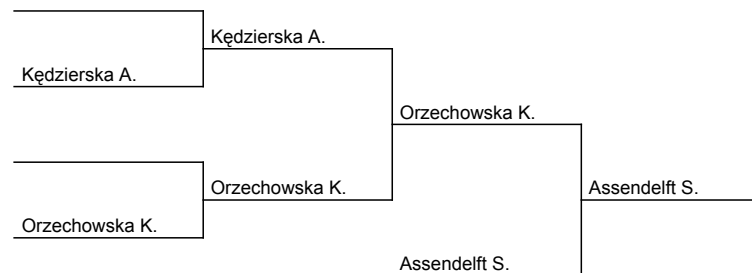 Kędzierska A.
Kędzierska A.
Orzechowska K.
Orzechowska K.
Assendelft S.
Orzechowska K.
Assendelft S.